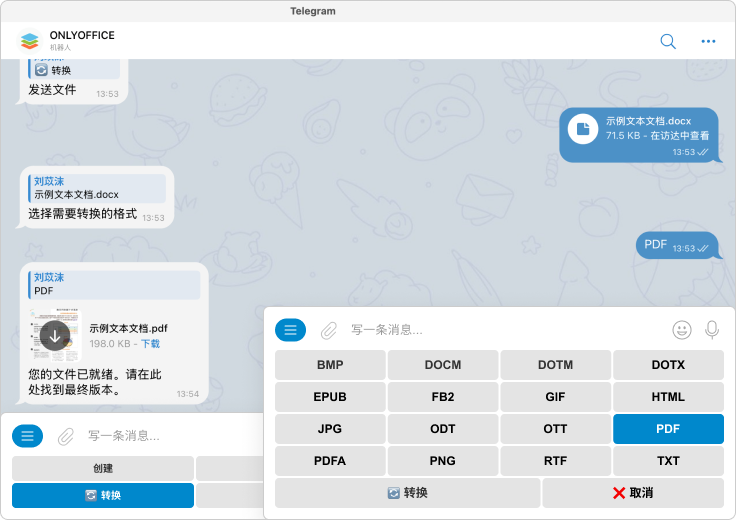 Telegram
ONLYOFFICE
机器人
转换
发送文件
13:53
示例文本文档.docx
71.5 KB - 在访达中查看
13:53
刘苡沫
示例文本文档.docx
选择需要转换的格式
13:53
PDF
13:53
刘苡沫
PDF
示例文本文档.pdf
198.0 KB - 下载
您的文件已就绪。请在此
处找到最终版本。
13:54
写一条消息...
创建
转换
写一条消息...
BMP DOCM DOTM DOTX
EPUB FB2 GIF HTML
JPG ODT OTT PDF
PDFA PNG RTF TXT
转换 取消